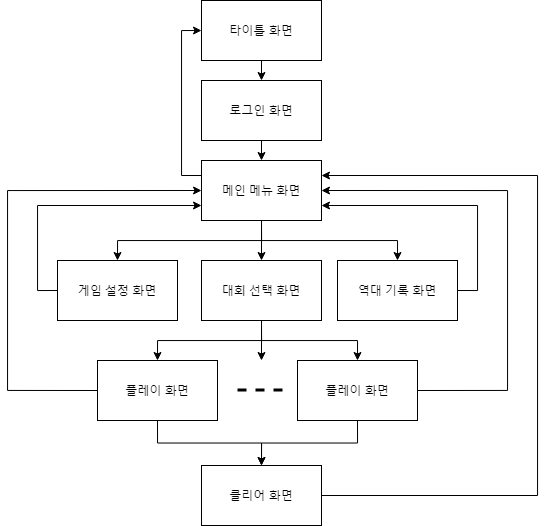 타이틀 화면
로그인 화면
메인 메뉴 화면
게임 설정 화면
대회 선택 화면
역대 기록 화면
플레이 화면
플레이 화면
클리어 화면